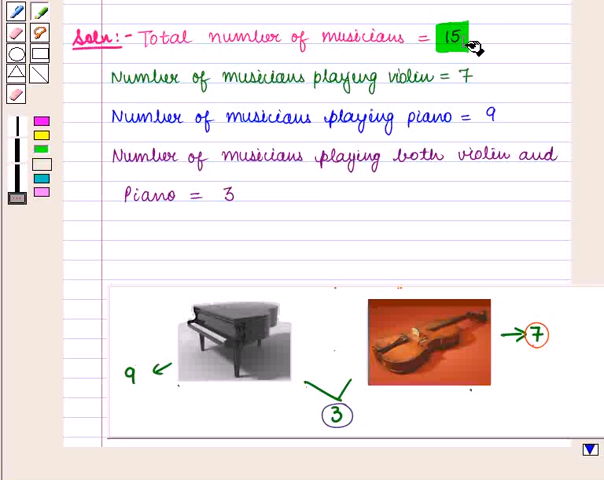 Soln:- Total number of musicians = 15
Number of musicians playing violin = 7
Number of musicians playing piano = 9
Number of musicians playing both violin and
Piano = 3
7
9
3